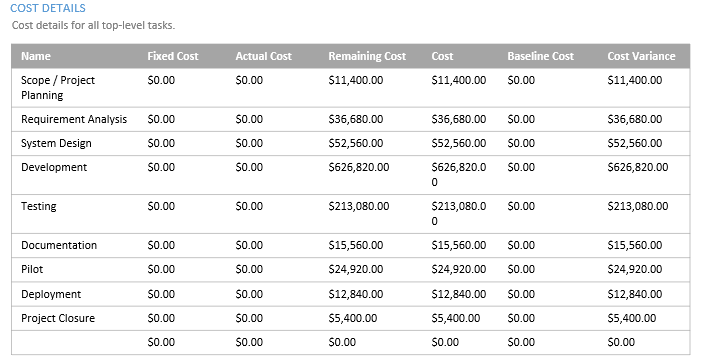 COST DETAILS
Cost details for all top-level tasks.
Name Fixed Cost Actual Cost Remaining Cost Cost Baseline Cost Cost Variance
Scope / Project $0.00 $0.00 $11,400.00 $11,400.00 $0.00 $11,400.00
Planning
Requirement Analysis $0.00 $0.00 $36,680.00 $36,680.00 $0.00 $36,680.00
System Design $0.00 $0.00 $52,560.00 $52,560.00 $0.00 $52,560.00
Development $0.00 $0.00 $626,820.00 $626,820.0 $0.00 $626,820.00
0
Testing $0.00 $0.00 $213,080.00 $213,080.0 $0.00 $213,080.00
0
Documentation $0.00 $0.00 $15,560.00 $15,560.00 $0.00 $15,560.00
Pilot $0.00 $0.00 $24,920.00 $24,920.00 $0.00 $24,920.00
Deployment $0.00 $0.00 $12,840.00 $12,840.00 $0.00 $12,840.00
Project Closure $0.00 $0.00 $5,400.00 $5,400.00 $0.00 $5,400.00
$0.00 $0.00 $0.00 $0.00 $0.00 $0.00